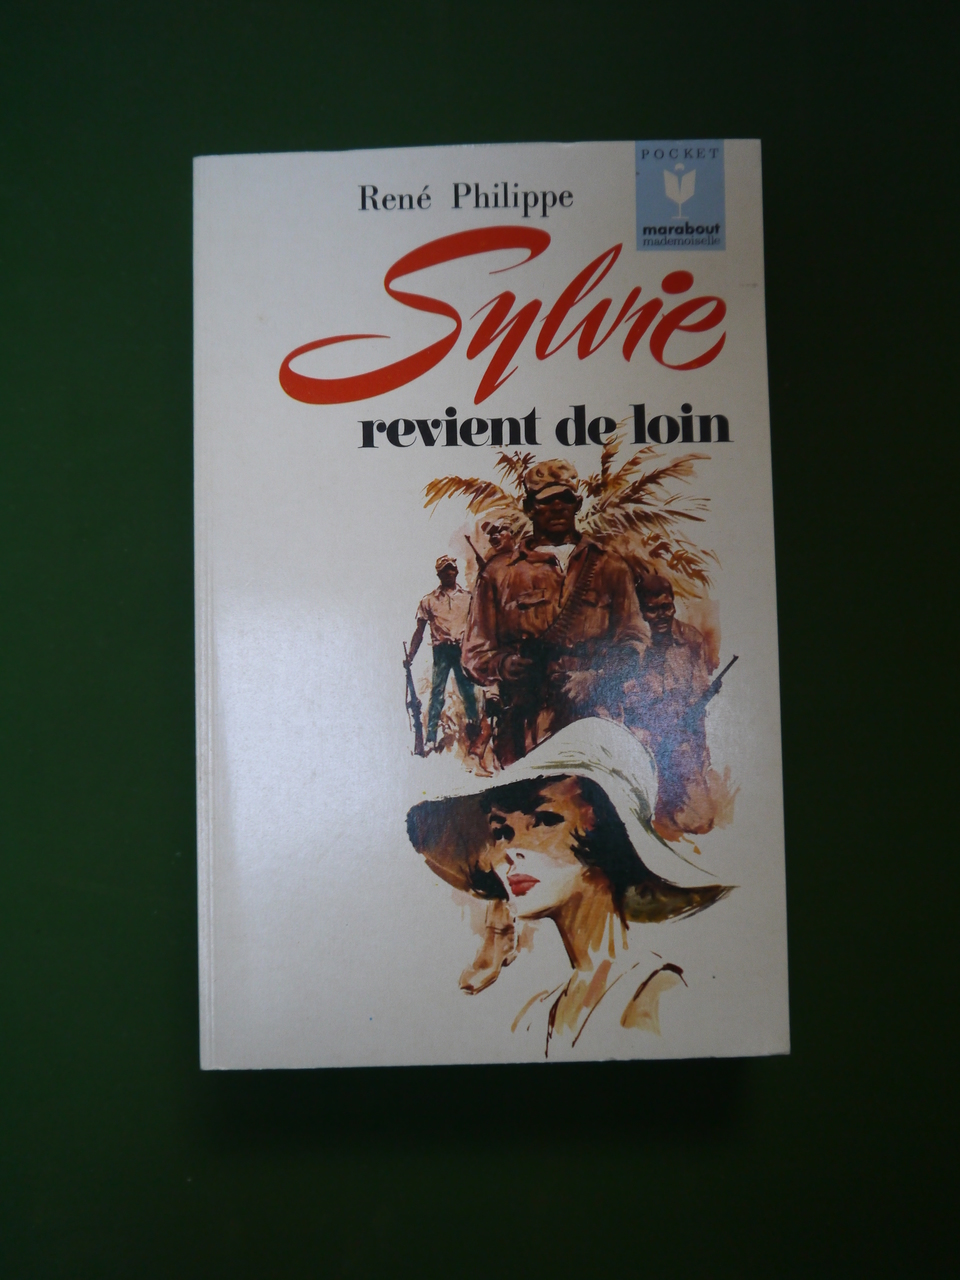 POCKET
marabout
mademoiselle
René Philippe
Sylvie
revient de loin